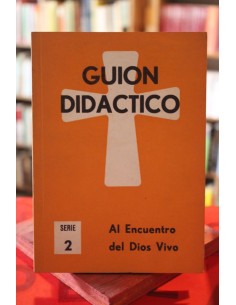 GUION
DIDACTICO
SERIE
2
Al Encuentro
del Dios Vivo